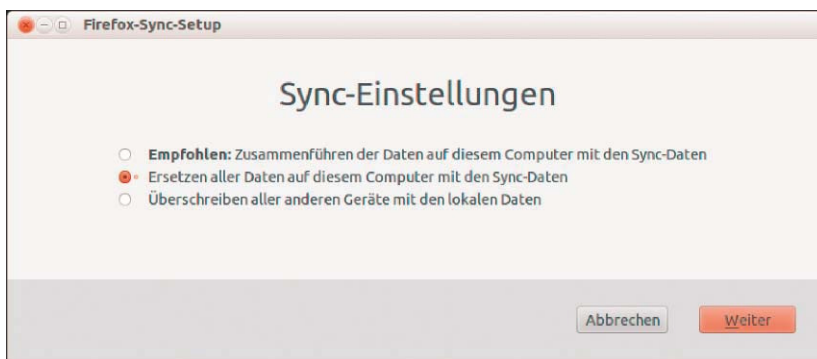 Firefox-Sync-Setup
Sync-Einstellungen
Empfohlen: Zusammenführen der Daten auf diesem Computer mit den Sync-Daten
Ersetzen aller Daten auf diesem Computer mit den Sync-Daten
Überschreiben aller anderen Geräte mit den lokalen Daten
Abbrechen Weiter